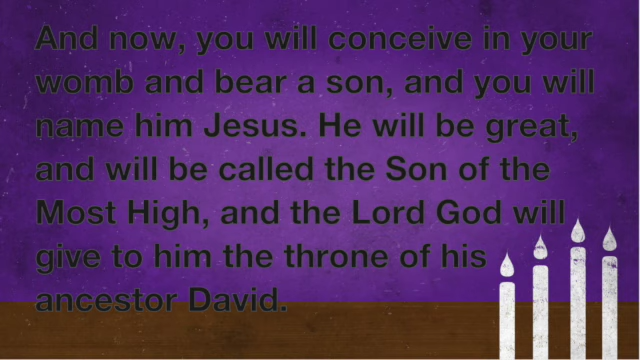 And now, you will conceive in your
womb and bear a son, and you will
name him Jesus. He will be great,
and will be called the Son of the
Most High, and the Lord God will
give to him the throne of his
ancestor David.